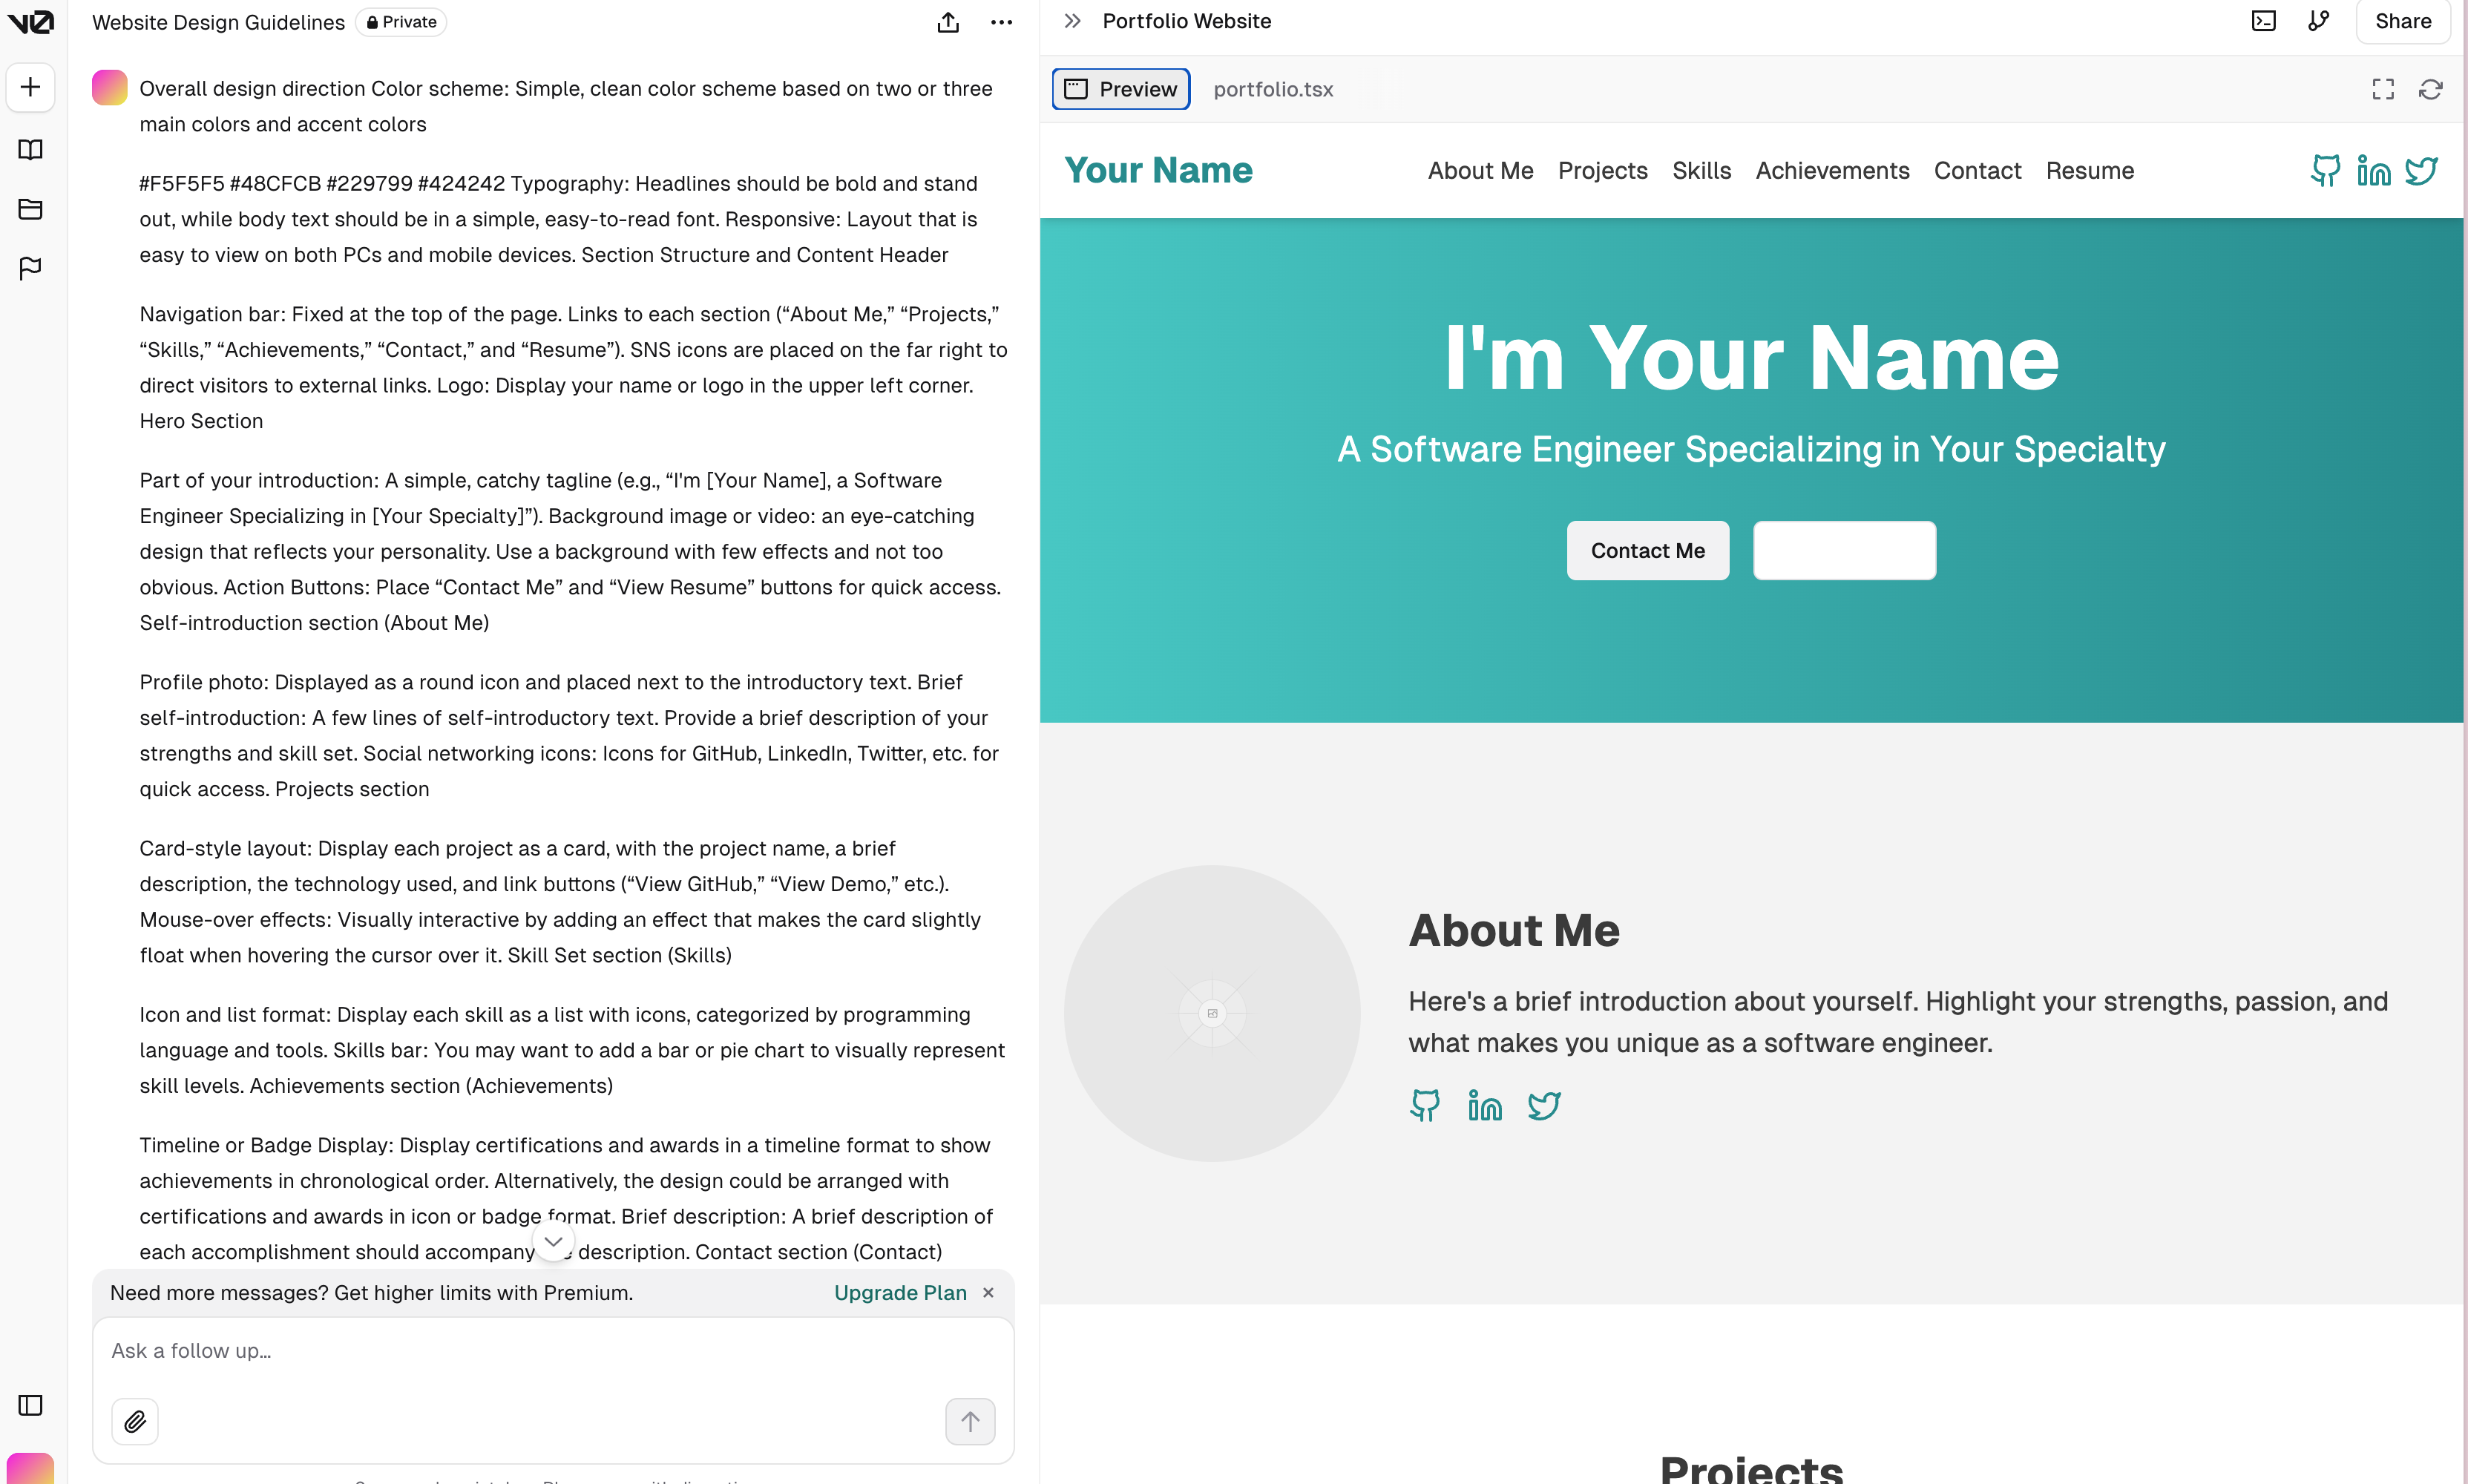 v0
Website Design Guidelines
Private
Overall design direction Color scheme: Simple, clean color scheme based on two or three
main colors and accent colors
#F5F5F5 #48CFCB #229799 #424242 Typography: Headlines should be bold and stand
out, while body text should be in a simple, easy-to-read font. Responsive: Layout that is
easy to view on both PCs and mobile devices. Section Structure and Content Header
Navigation bar: Fixed at the top of the page. Links to each section (“About Me,” “Projects,”
“Skills,” “Achievements,” “Contact,” and “Resume”). SNS icons are placed on the far right to
direct visitors to external links. Logo: Display your name or logo in the upper left corner.
Hero Section
Part of your introduction: A simple, catchy tagline (e.g., “I'm [Your Name], a Software
Engineer Specializing in [Your Specialty]”). Background image or video: an eye-catching
design that reflects your personality. Use a background with few effects and not too
obvious. Action Buttons: Place “Contact Me” and “View Resume” buttons for quick access.
Self-introduction section (About Me)
Profile photo: Displayed as a round icon and placed next to the introductory text. Brief
self-introduction: A few lines of self-introductory text. Provide a brief description of your
strengths and skill set. Social networking icons: Icons for GitHub, LinkedIn, Twitter, etc. for
quick access. Projects section
Card-style layout: Display each project as a card, with the project name, a brief
description, the technology used, and link buttons (“View GitHub,” “View Demo,” etc.).
Mouse-over effects: Visually interactive by adding an effect that makes the card slightly
float when hovering the cursor over it. Skill Set section (Skills)
Icon and list format: Display each skill as a list with icons, categorized by programming
language and tools. Skills bar: You may want to add a bar or pie chart to visually represent
skill levels. Achievements section (Achievements)
Timeline or Badge Display: Display certifications and awards in a timeline format to show
achievements in chronological order. Alternatively, the design could be arranged with
certifications and awards in icon or badge format. Brief description: A brief description of
each accomplishment should accompany description. Contact section (Contact)
Need more messages? Get higher limits with Premium.
Upgrade Plan
Ask a follow up…
Portfolio Website
Share
Preview
portfolio.tsx
Your Name
About Me Projects Skills Achievements Contact Resume
I'm Your Name
A Software Engineer Specializing in Your Specialty
Contact Me
About Me
Here's a brief introduction about yourself. Highlight your strengths, passion, and
what makes you unique as a software engineer.
Projects